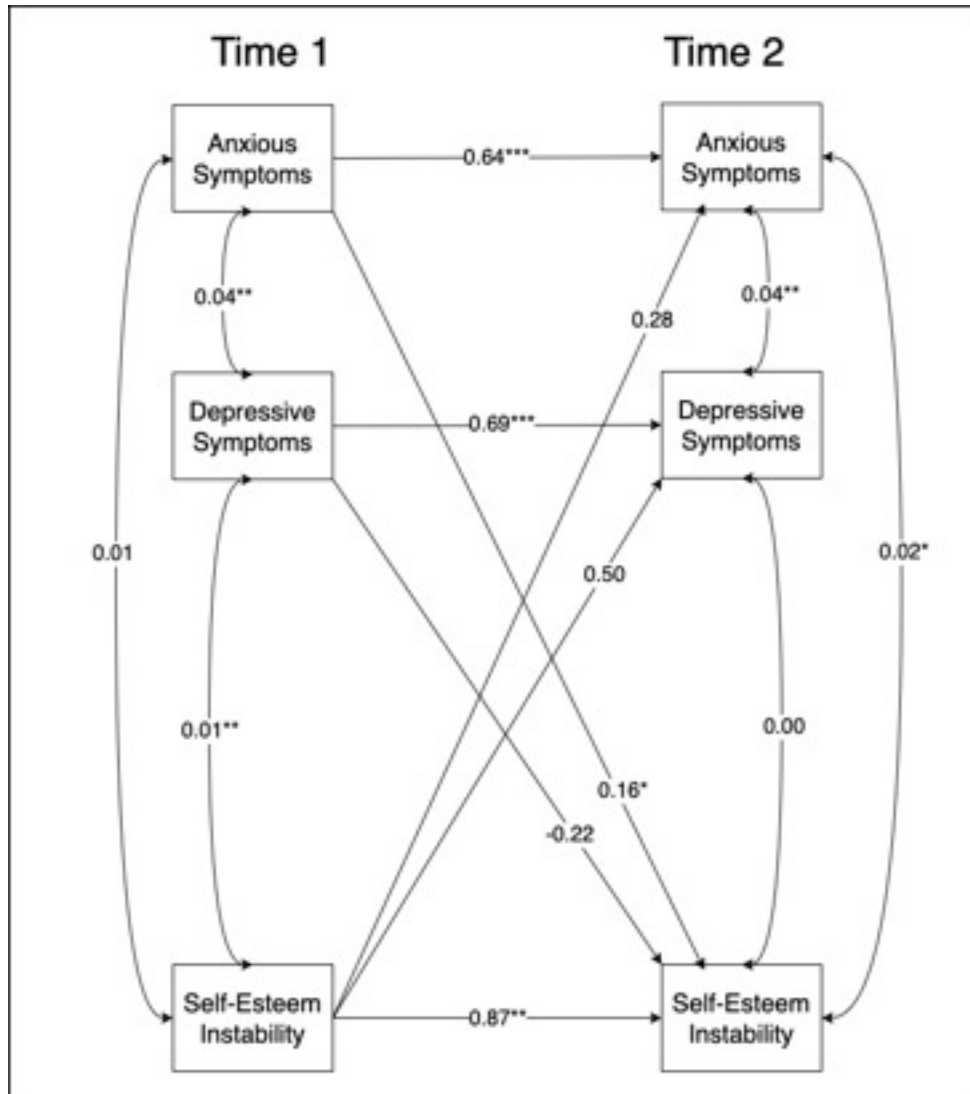 Time 1
Time 2
Anxious
Symptoms
0.64***
Anxious
Symptoms
0.04**
0.28
0.04**
Depressive
Symptoms
0.69***
Depressive
Symptoms
0.01
0.50
0.02*
0.01**
0.00
0.16*
-0.22
Self-Esteem
Instability
0.87**
Self-Esteem
Instability